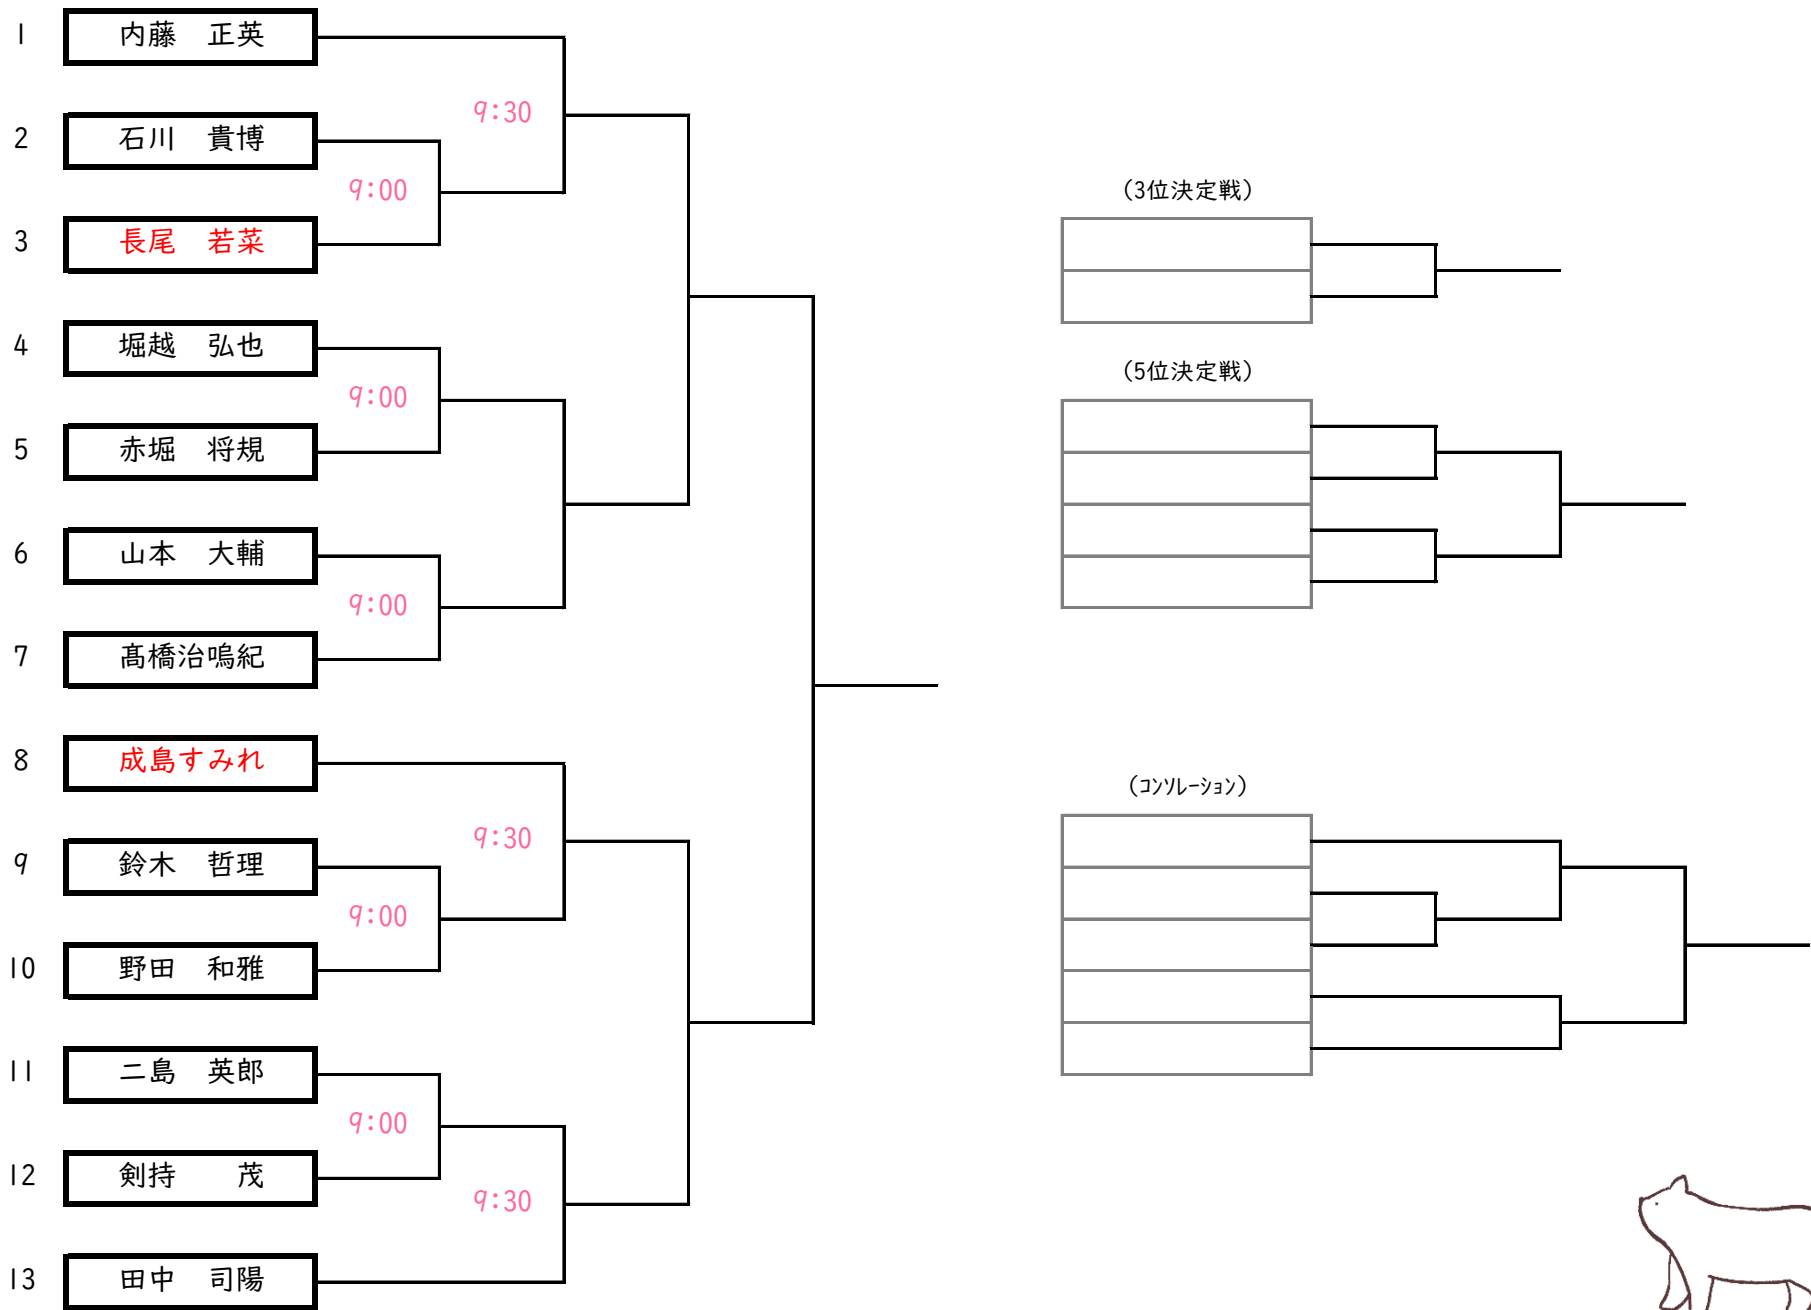 1 内藤　正英
9:30
2 石川　貴博
9:00
3 長尾　若菜
4 堀越　弘也
9:00
5 赤堀　将規
6 山本　大輔
9:00
7 髙橋治鳴紀
8 成島すみれ
9:30
9 鈴木　哲理
9:00
10 野田　和雅
11 二島　英郎
9:00
12 剣持　　茂
9:30
13 田中　司陽
（3位決定戦）
（5位決定戦）
（ｺﾝｿﾚｰｼｮﾝ）